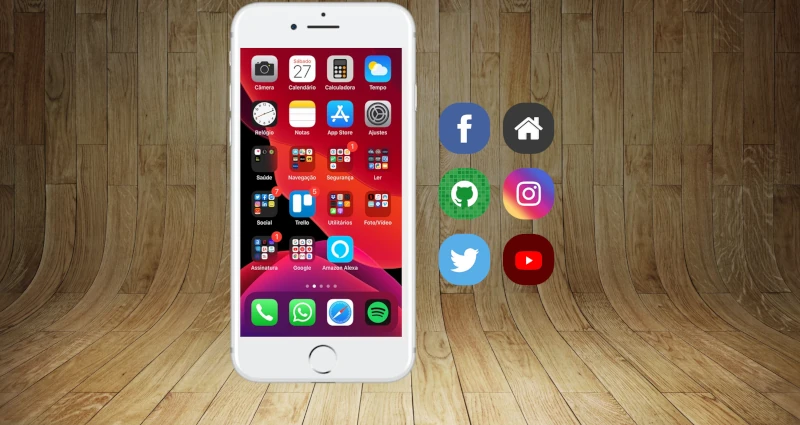 Sábado
27
Câmera
Calendário
Calculadora
Tempo
Relógio
Notas
App Store
Ajustes
1
Saúde
Navegação
Segurança
Ler
7
5
Social
Trello
Utilitários
Foto/Vídeo
1
Assinatura
Google
Amazon Alexa